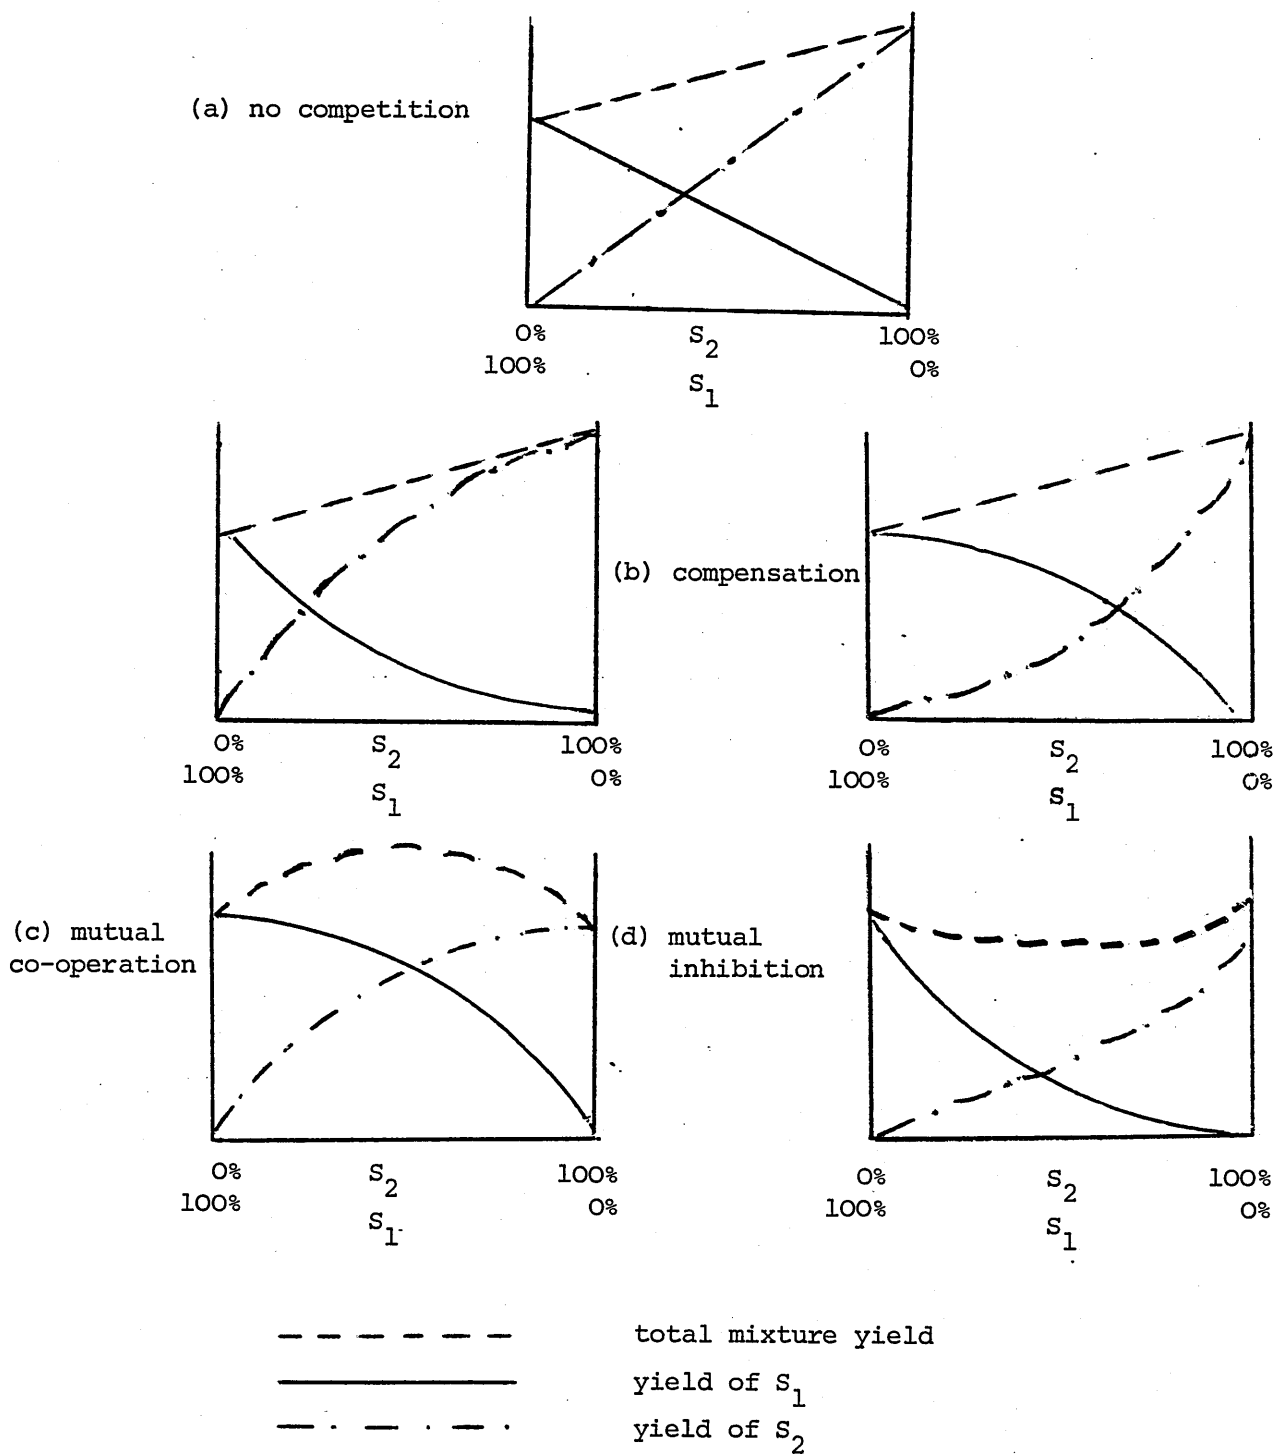 (a) no competition
0% S2 100%
100% S1 0%
(b) compensation
0% S2 100%
100% S1 0%
0% S2 100%
100% S1 0%
(c) mutual
co-operation
0% S2 100%
100% S1 0%
(d) mutual
inhibition
0% S2 100%
100% S1 0%
total mixture yield
yield of S1
yield of S2